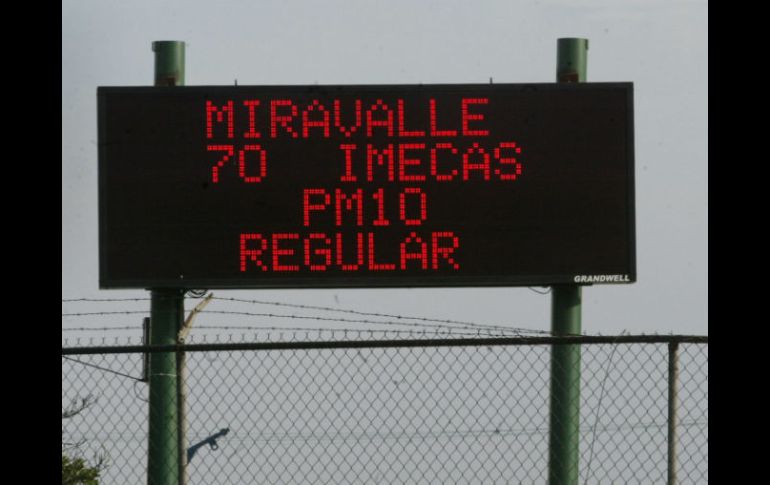 MIRAVALLE
70 IMECAS
PM10
REGULAR
GRANDWELL